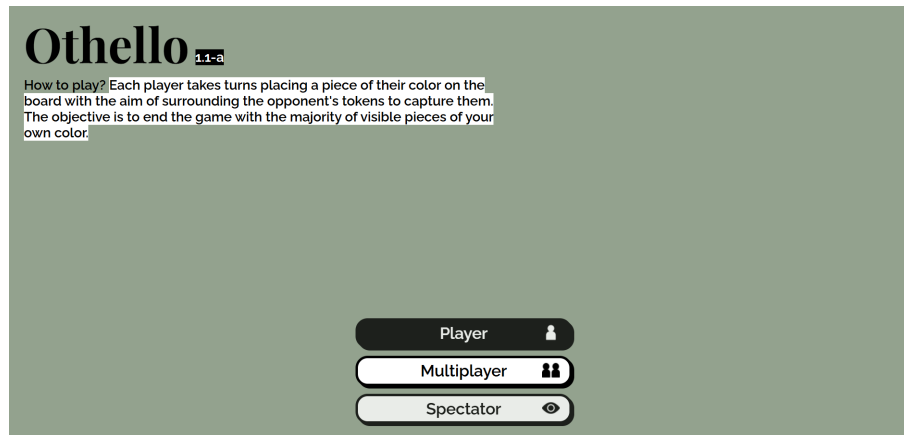 Othello 1.1-a
How to play? Each player takes turns placing a piece of their color on the
board with the aim of surrounding the opponent's tokens to capture them.
The objective is to end the game with the majority of visible pieces of your
own color.
Player
Multiplayer
Spectator